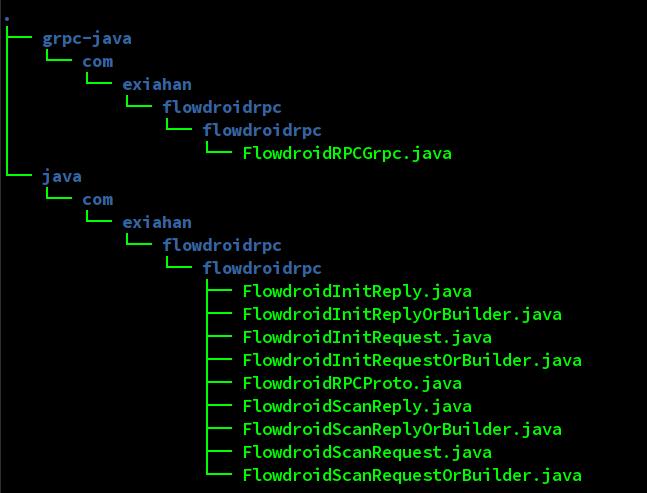 .
grpc-java
com
exiahan
flowdroidrpc
flowdroidrpc
FlowdroidRPCGrpc.java
java
com
exiahan
flowdroidrpc
flowdroidrpc
FlowdroidInitReply.java
FlowdroidInitReplyOrBuilder.java
FlowdroidInitRequest.java
FlowdroidInitRequestOrBuilder.java
FlowdroidRPCProto.java
FlowdroidScanReply.java
FlowdroidScanReplyOrBuilder.java
FlowdroidScanRequest.java
FlowdroidScanRequestOrBuilder.java